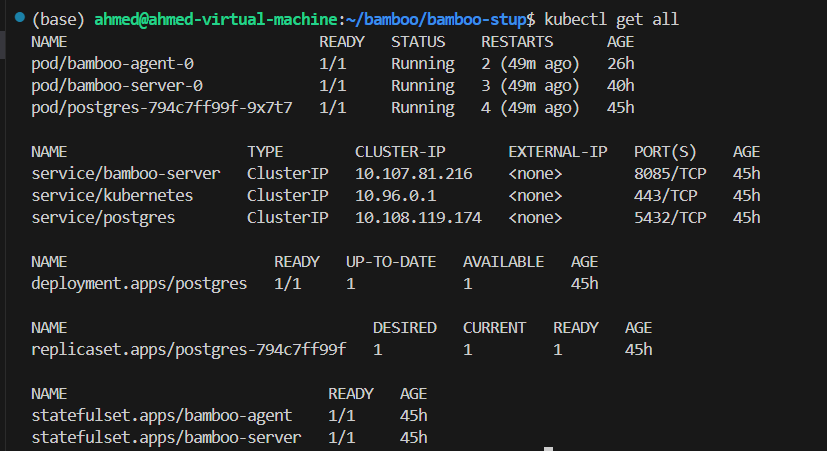 (base) ahmed@ahmed-virtual-machine:~/bamboo/bamboo-stup$ kubectl get all
NAME READY STATUS RESTARTS AGE
pod/bamboo-agent-0 1/1 Running 2 (49m ago) 26h
pod/bamboo-server-0 1/1 Running 3 (49m ago) 40h
pod/postgres-794c7ff99f-9x7t7 1/1 Running 4 (49m ago) 45h
NAME TYPE CLUSTER-IP EXTERNAL-IP PORT(S) AGE
service/bamboo-server ClusterIP 10.107.81.216 <none> 8085/TCP 45h
service/kubernetes ClusterIP 10.96.0.1 <none> 443/TCP 45h
service/postgres ClusterIP 10.108.119.174 <none> 5432/TCP 45h
NAME READY UP-TO-DATE AVAILABLE AGE
deployment.apps/postgres 1/1 1 1 45h
NAME DESIRED CURRENT READY AGE
replicaset.apps/postgres-794c7ff99f 1 1 1 45h
NAME READY AGE
statefulset.apps/bamboo-agent 1/1 45h
statefulset.apps/bamboo-server 1/1 45h